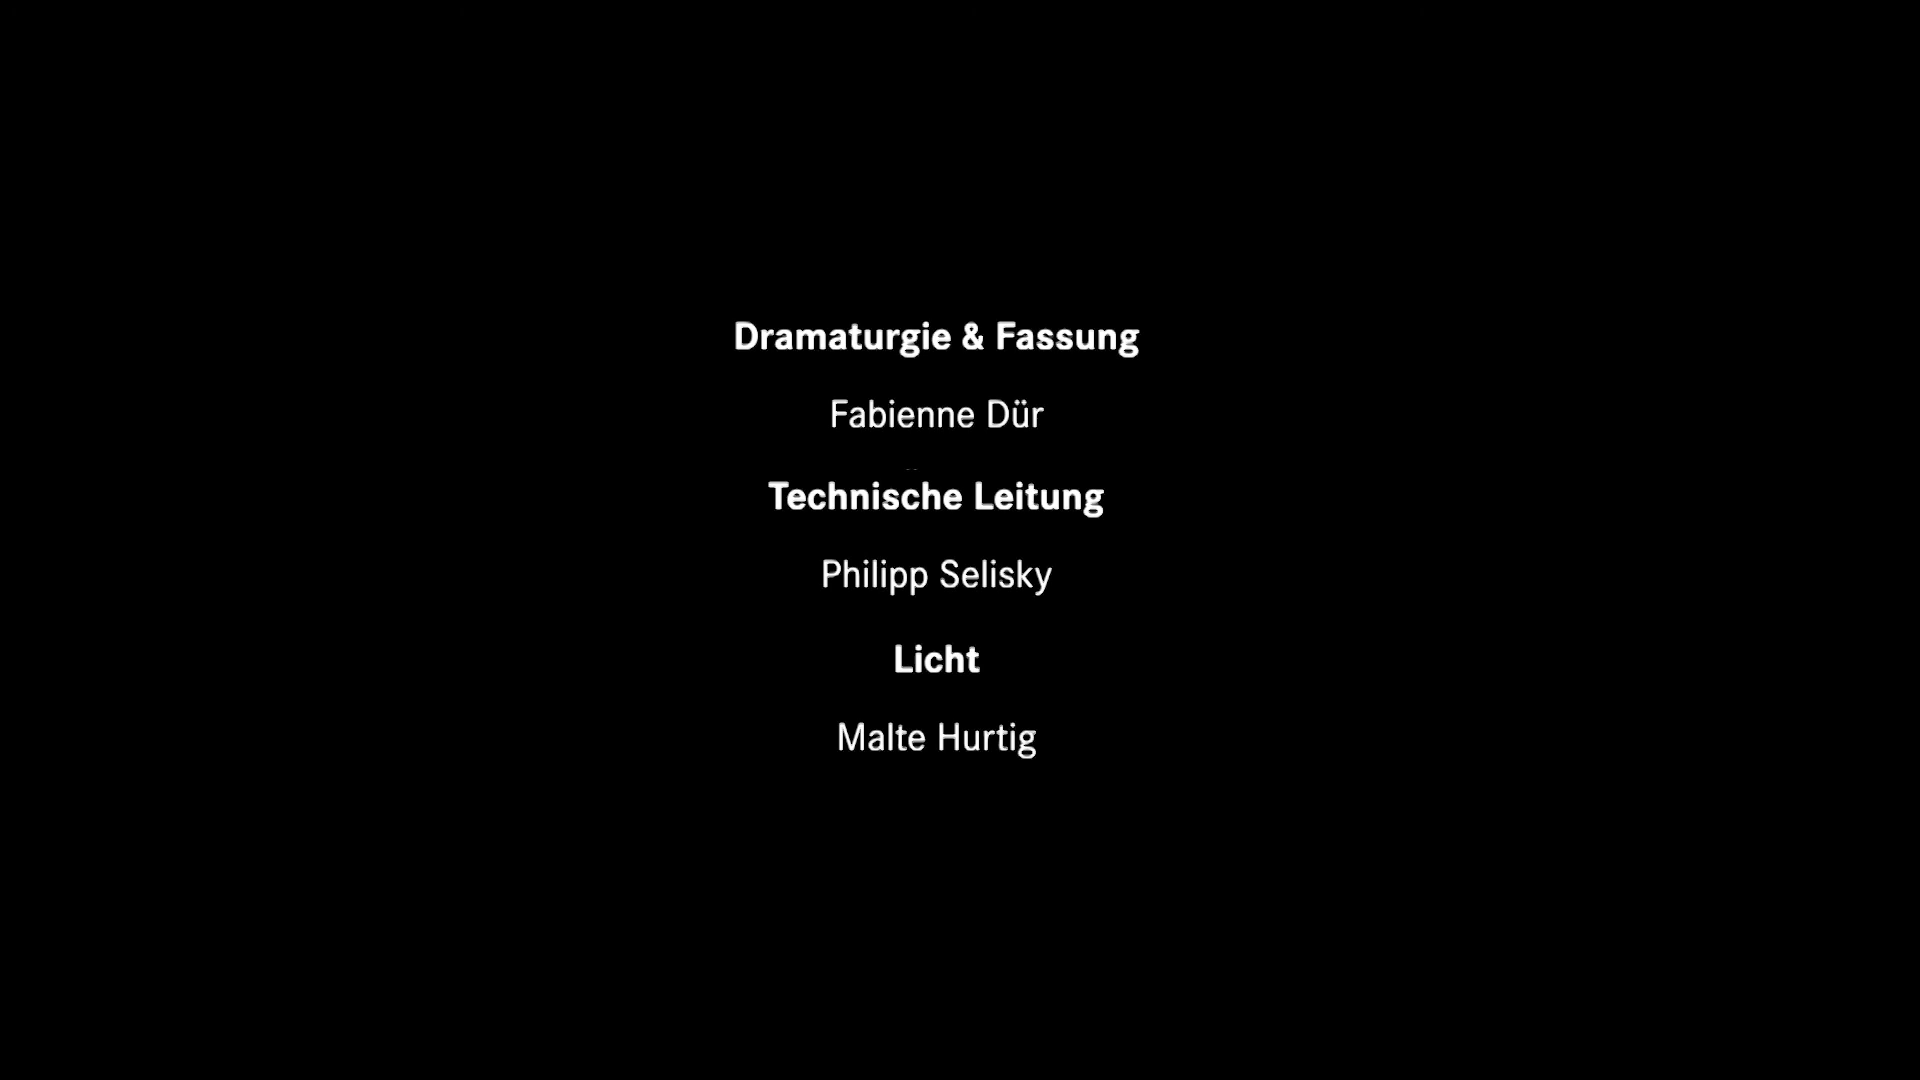 Dramaturgie & Fassung
Fabienne Dür
Technische Leitung
Philipp Selisky
Licht
Malte Hurtig